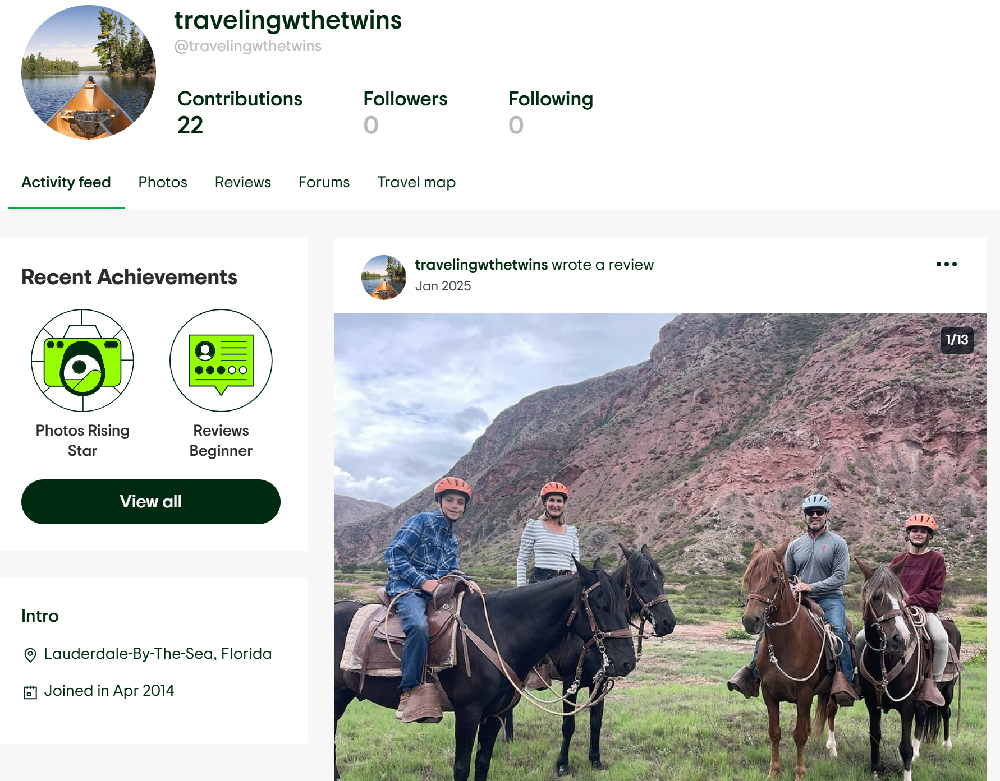 travelingwthetwins
@travelingwthetwins
Contributions
22
Followers
0
Following
0
Activity feed
Photos
Reviews
Forums
Travel map
Recent Achievements
Photos Rising
Star
Reviews
Beginner
View all
Intro
Lauderdale-By-The-Sea, Florida
Joined in Apr 2014
travelingwthetwins wrote a review
Jan 2025
1/13